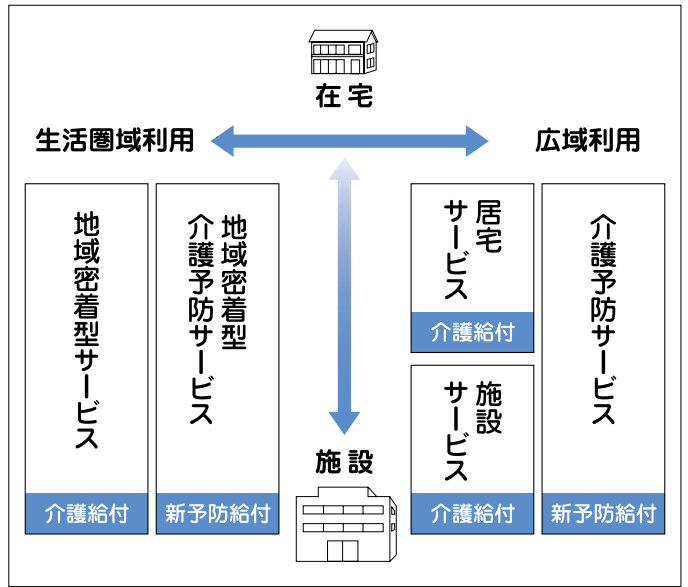 在宅
生活圏域利用
広域利用
地域密着型サービス
介護給付
地域密着型
介護予防サービス
新予防給付
居宅
サービス
介護給付
施設
サービス
介護給付
介護予防サービス
新予防給付
施設